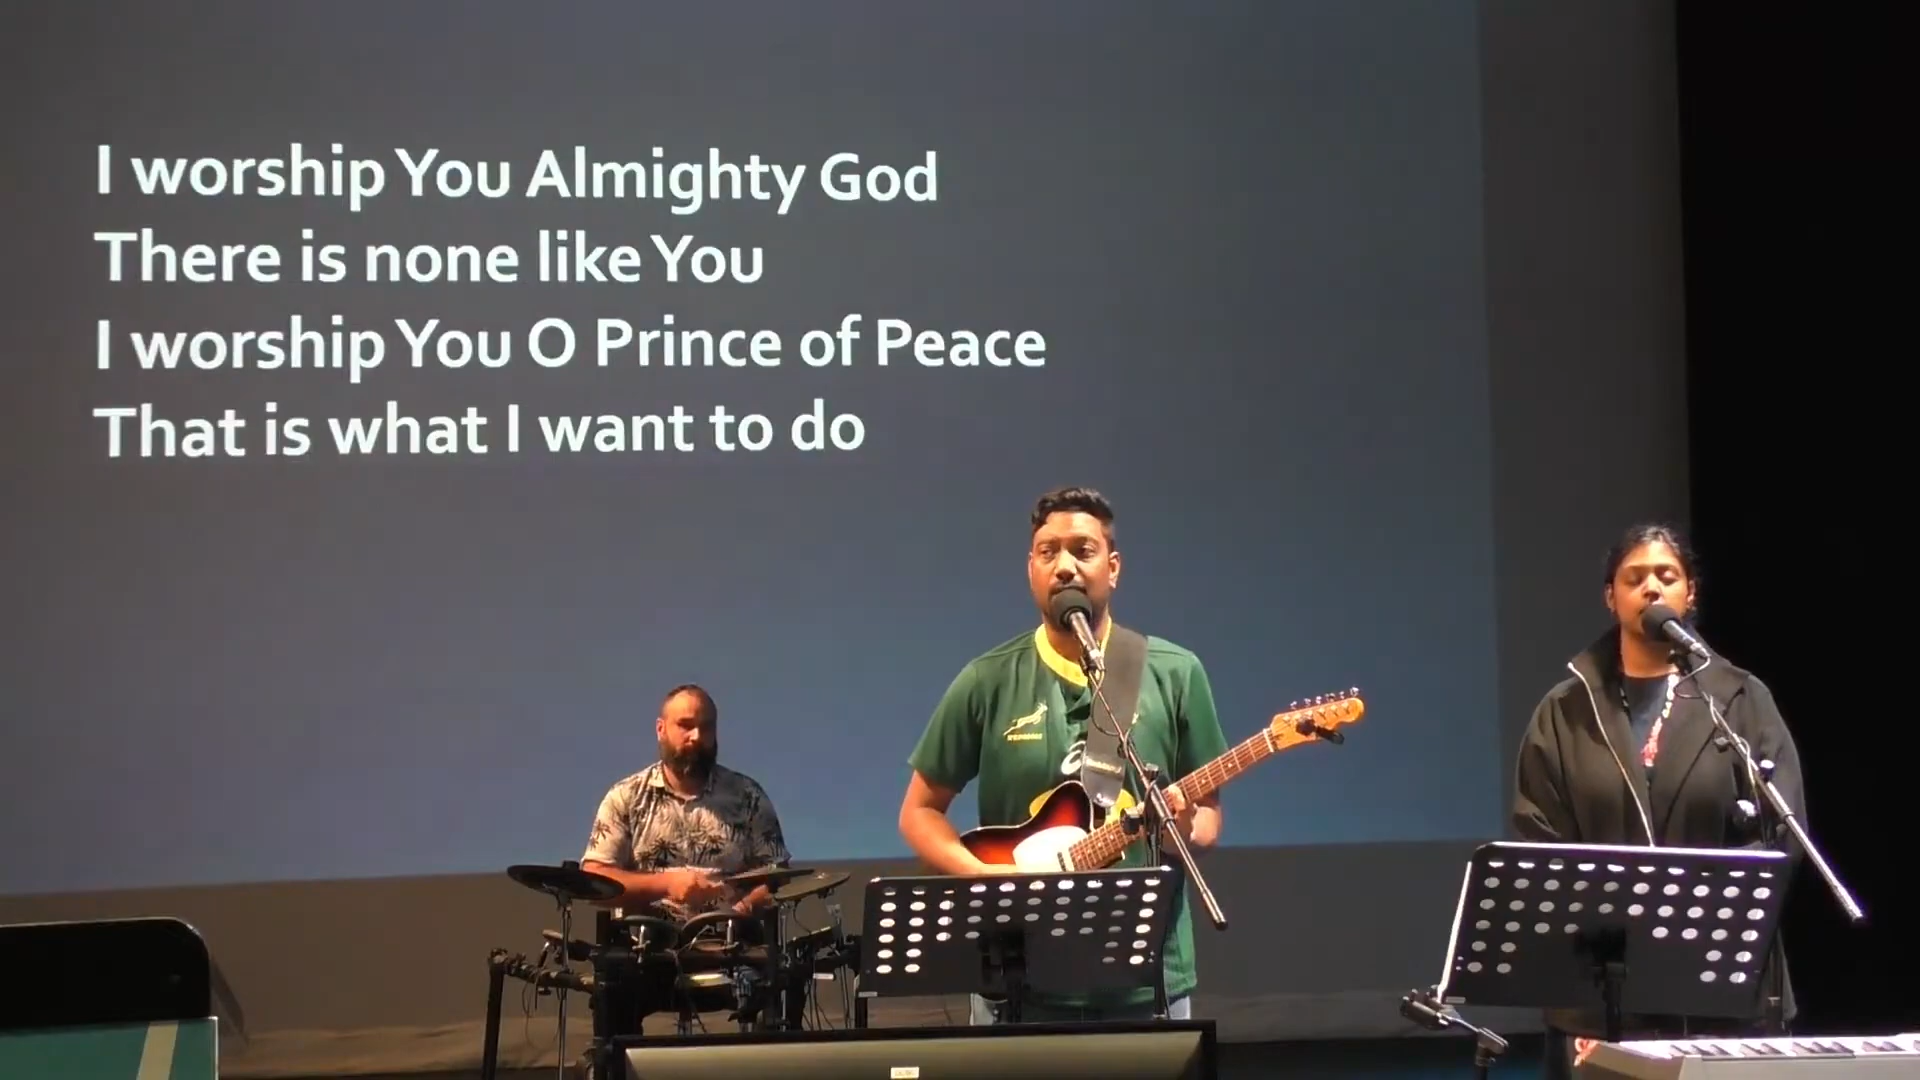 I worship You Almighty God
There is none like You
I worship You O Prince of Peace
That is what I want to do